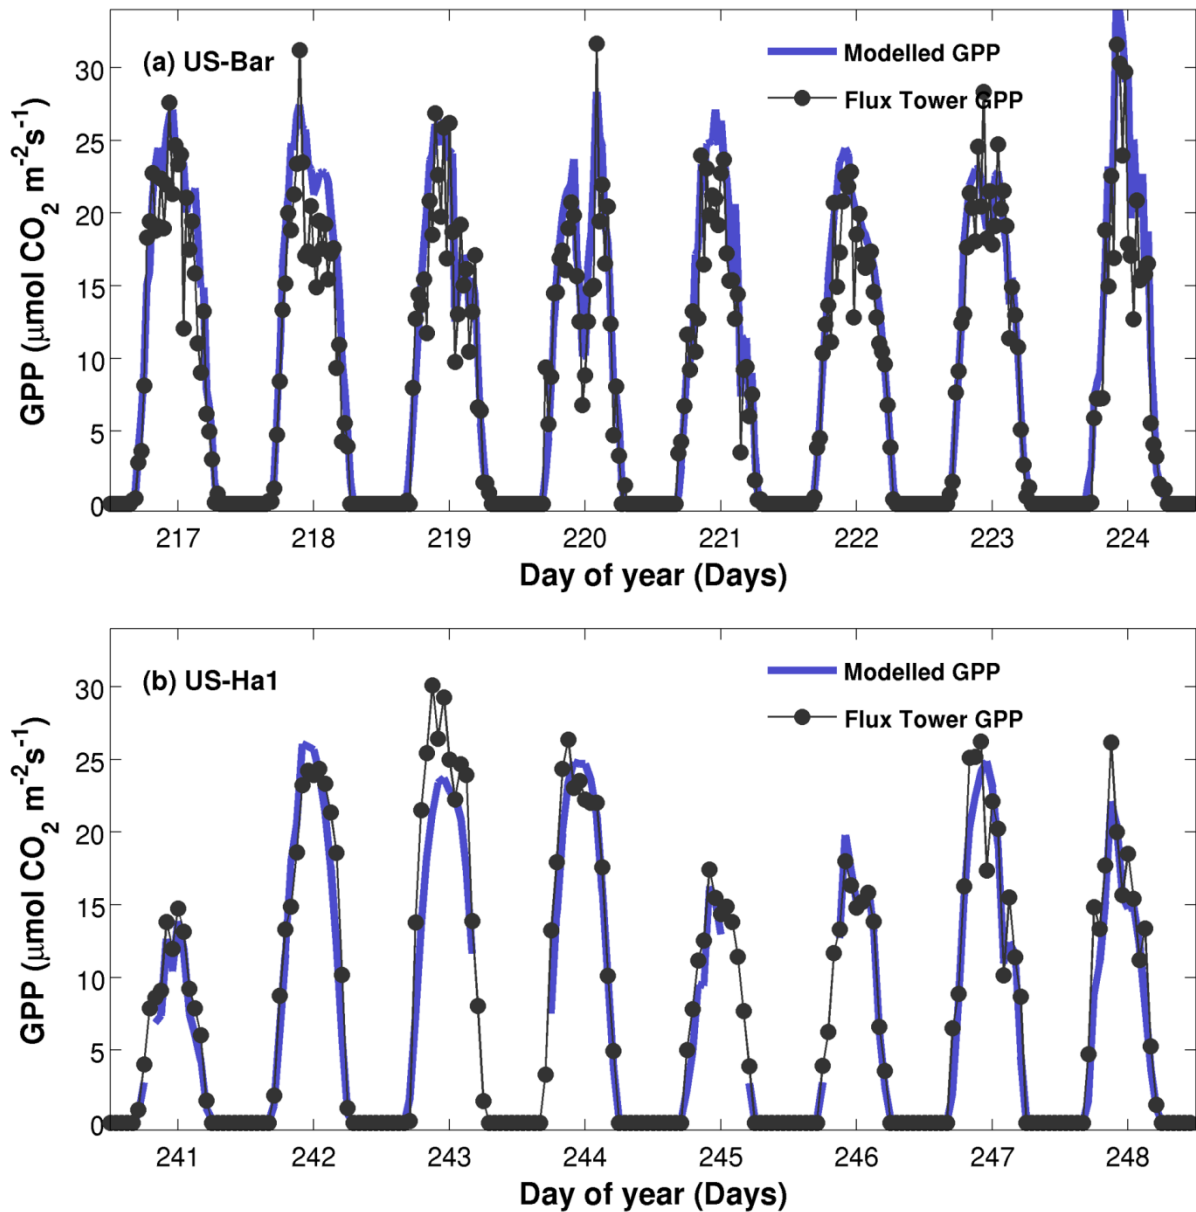 (a) US-Bar
Modelled GPP
Flux Tower GPP
GPP (μmol CO2 m-2s-1)
30
25
20
15
10
5
0
217 218 219 220 221 222 223 224
Day of year (Days)
(b) US-Ha1
Modelled GPP
Flux Tower GPP
GPP (μmol CO2 m-2s-1)
30
25
20
15
10
5
0
241 242 243 244 245 246 247 248
Day of year (Days)